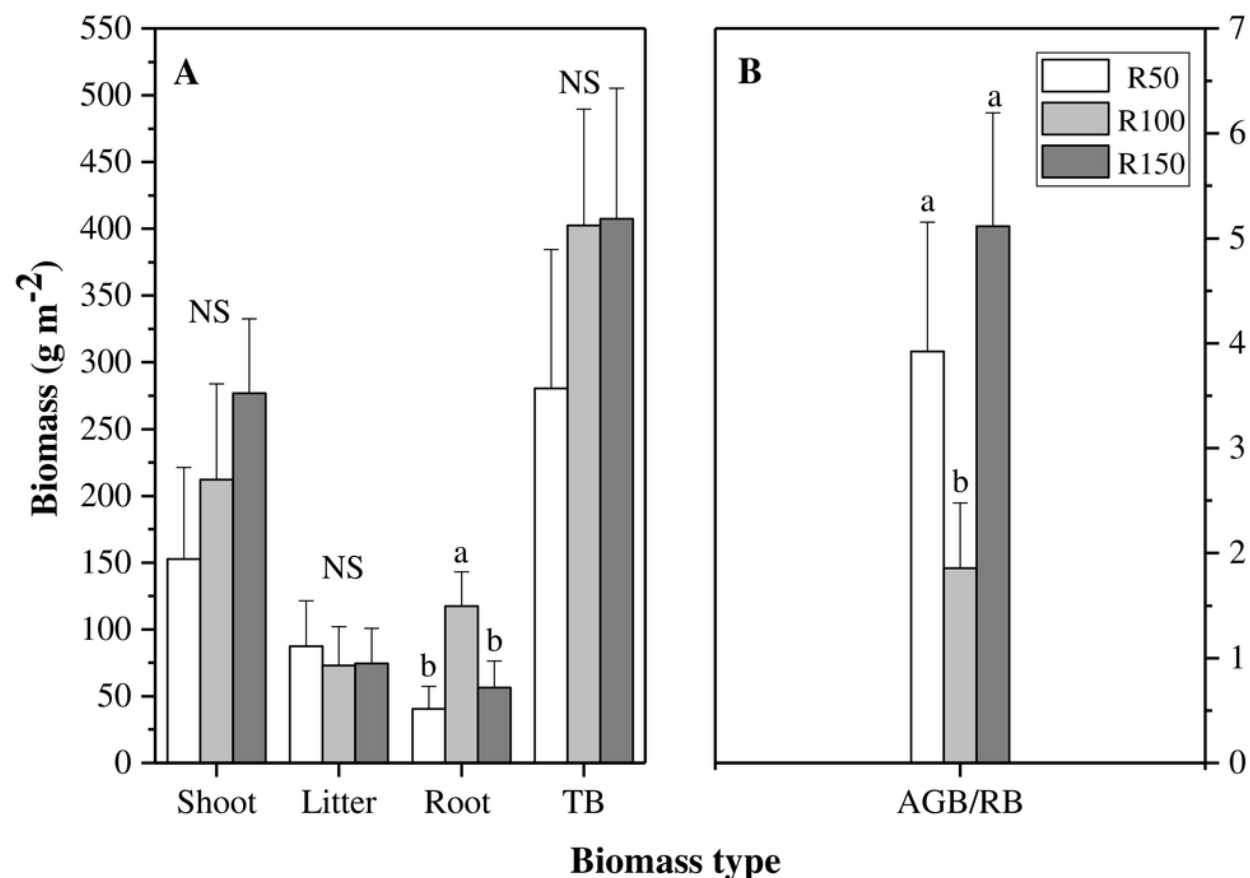 A
B
NS
NS
NS
a
b
b
a
b
a
R50
R100
R150
550
500
450
400
350
300
250
200
150
100
50
0
7
6
5
4
3
2
1
0
Biomass (g m⁻²)
Shoot Litter Root TB
AGB/RB
Biomass type